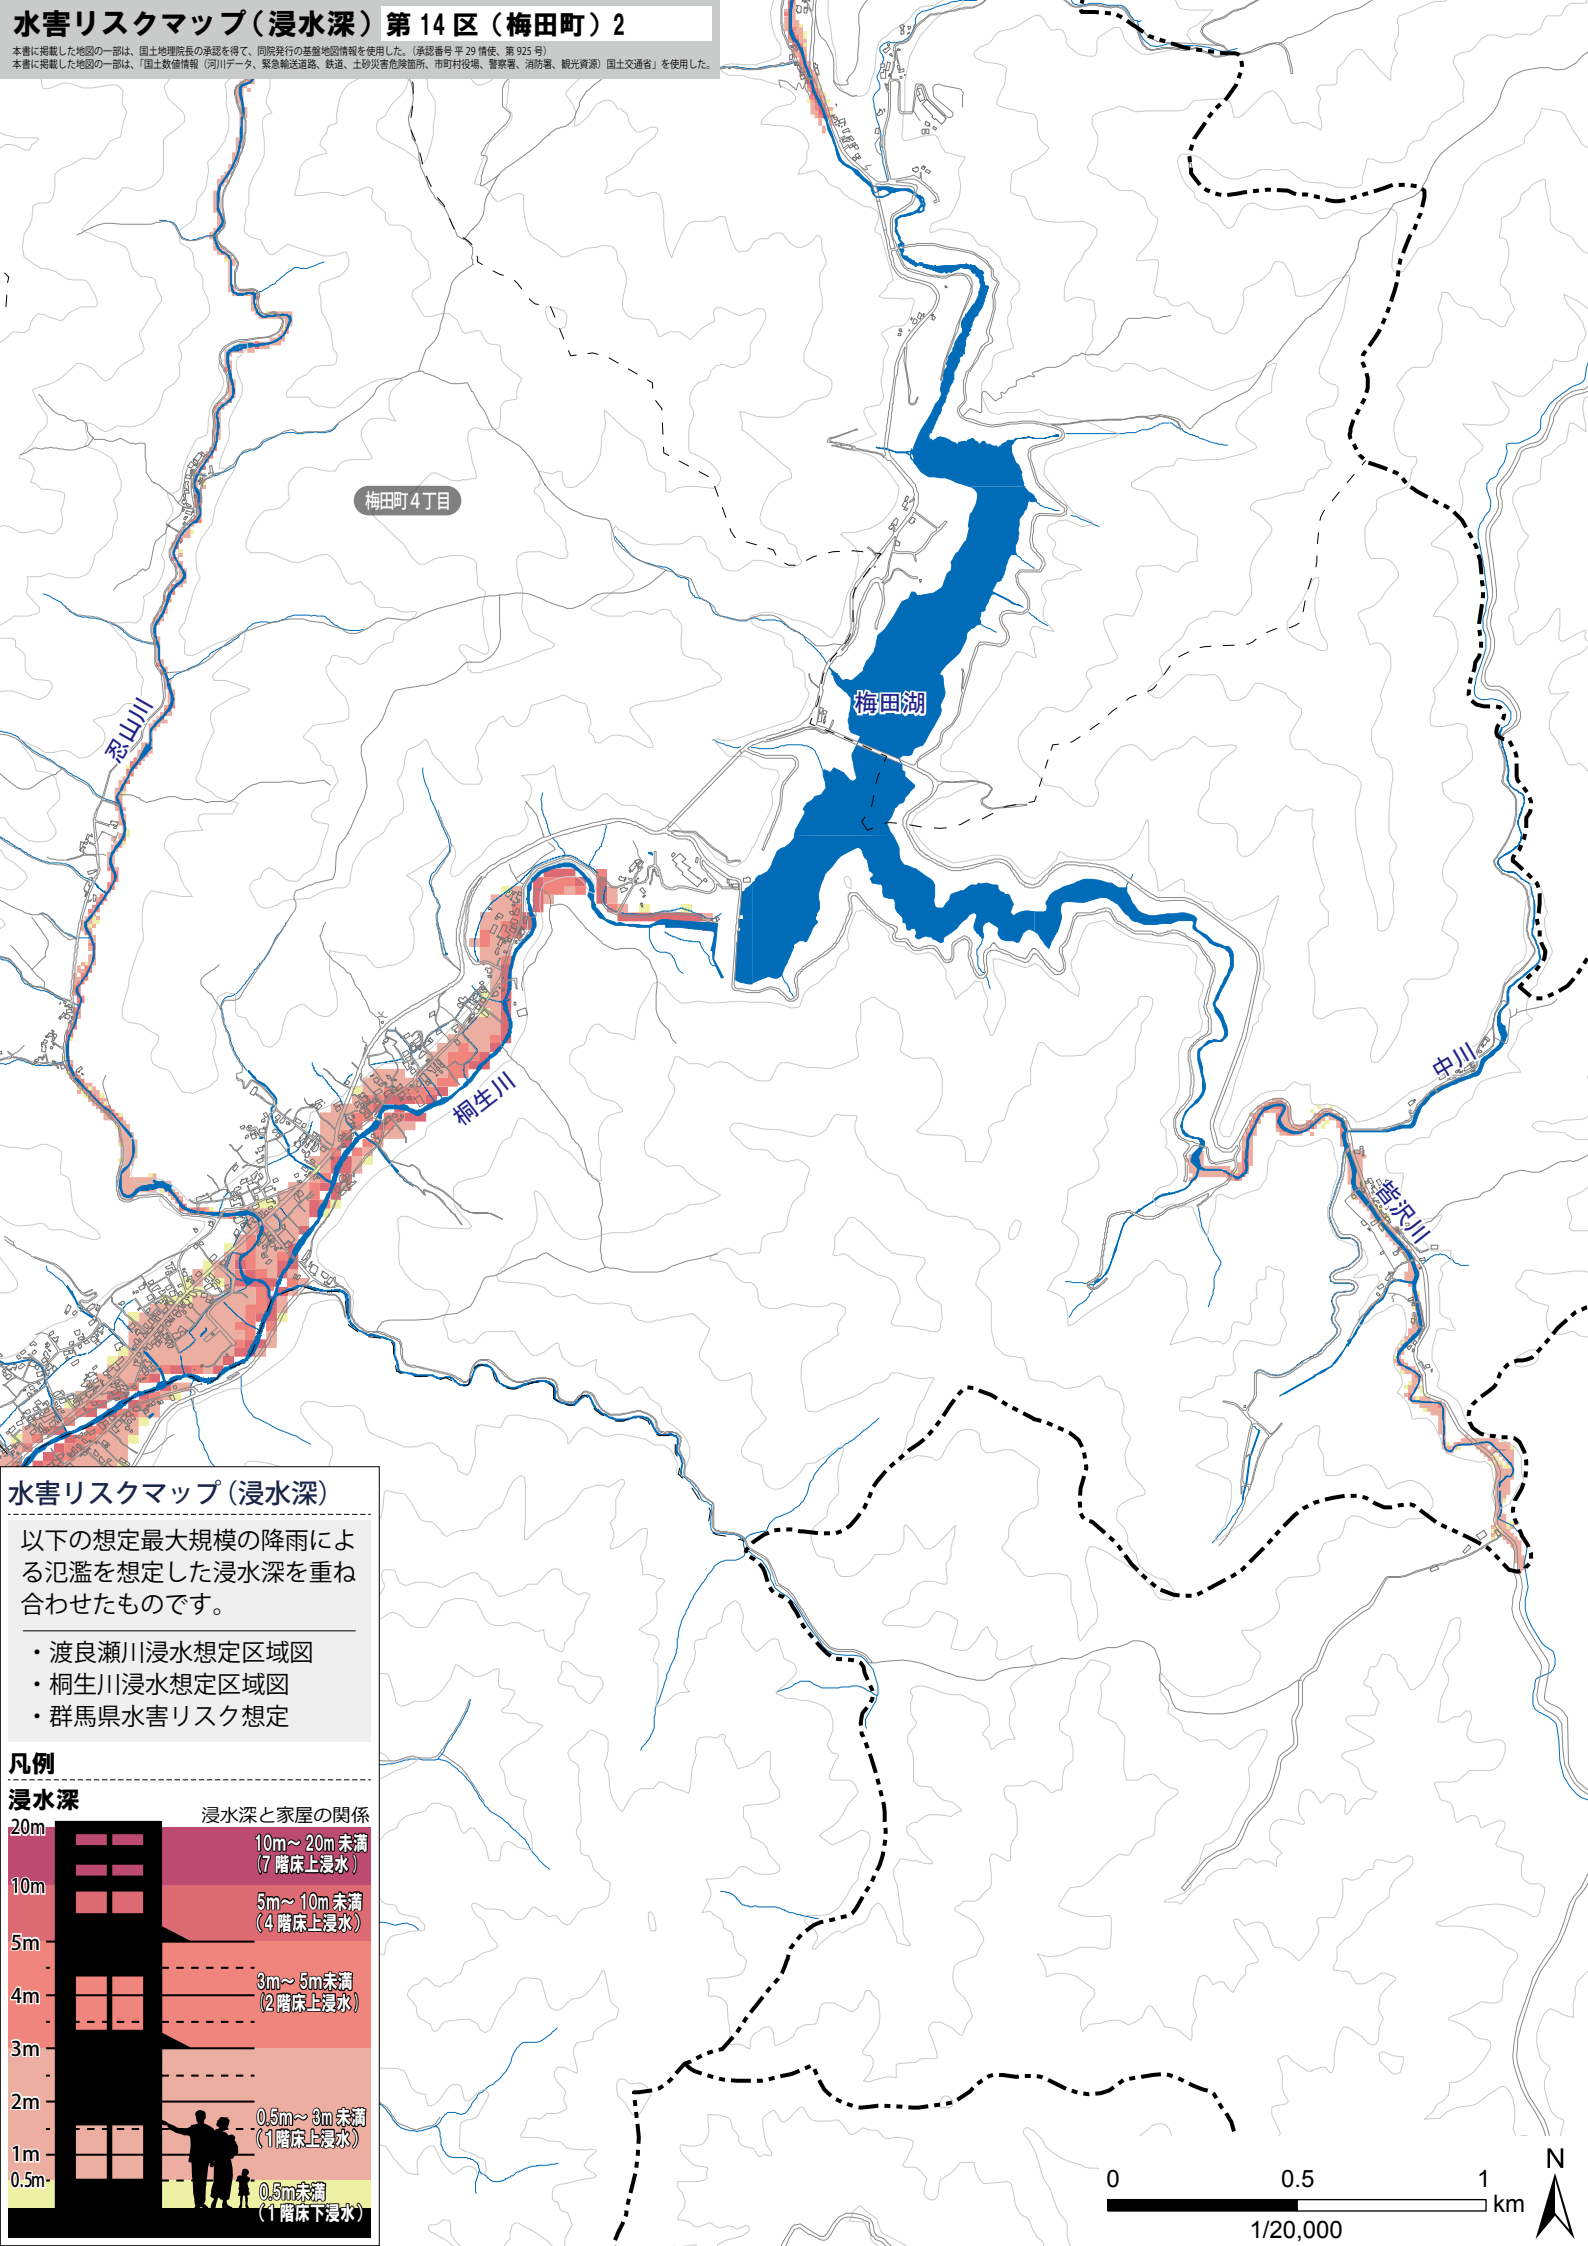 水害リスクマップ（浸水深） 第 14 区（梅田町）2
本書に掲載した地図の一部は、国土地理院長の承認を得て、同院発行の基盤地図情報を使用した。（承認番号 平 29 情使、第 925 号）
本書に掲載した地図の一部は、「国土数値情報（河川データ、緊急輸送道路、鉄道、土砂災害危険箇所、市町村役場、警察署、消防署、観光資源）国土交通省」を使用した。
梅田町４丁目
忍山川
梅田湖
桐生川
中川
皆沢川
水害リスクマップ（浸水深）
以下の想定最大規模の降雨によ
る氾濫を想定した浸水深を重ね
合わせたものです。
・渡良瀬川浸水想定区域図
・桐生川浸水想定区域図
・群馬県水害リスク想定
凡例
浸水深
浸水深と家屋の関係
20m
10m～ 20m 未満
（7 階床上浸水）
10m
5m～ 10m 未満
（4 階床上浸水）
5m
3m～ 5m未満
（2 階床上浸水）
4m
3m
2m
0.5m～ 3m 未満
（1 階床上浸水）
1m
0.5m
0.5m未満
（1 階床下浸水）
0 0.5 1
km
1/20,000
N